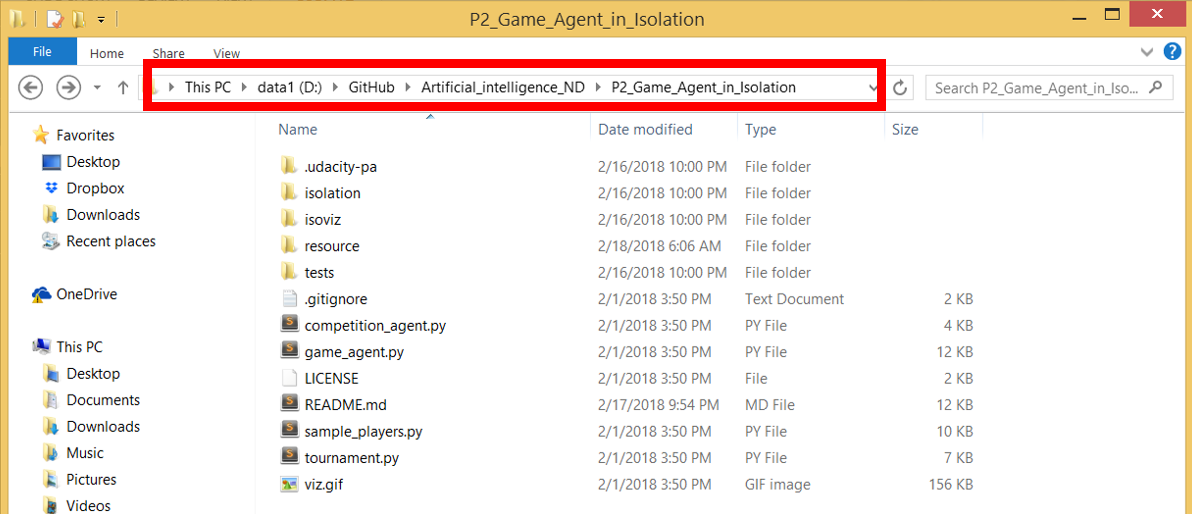 P2_Game_Agent_in_Isolation
File Home Share View
This PC data1 (D:) GitHub Artificial_intelligence_ND P2_Game_Agent_in_Isolation Search P2_Game_Agent_in_Iso...
Name Date modified Type Size
Favorites
Desktop
Dropbox
Downloads
Recent places
OneDrive
This PC
Desktop
Documents
Downloads
Music
Pictures
Videos
.udacity-pa 2/16/2018 10:00 PM File folder
isolation 2/16/2018 10:00 PM File folder
isoviz 2/16/2018 10:00 PM File folder
resource 2/18/2018 6:06 AM File folder
tests 2/16/2018 10:00 PM File folder
.gitignore 2/1/2018 3:50 PM Text Document 2 KB
competition_agent.py 2/1/2018 3:50 PM PY File 4 KB
game_agent.py 2/1/2018 3:50 PM PY File 12 KB
LICENSE 2/1/2018 3:50 PM File 2 KB
README.md 2/17/2018 9:54 PM MD File 12 KB
sample_players.py 2/1/2018 3:50 PM PY File 10 KB
tournament.py 2/1/2018 3:50 PM PY File 7 KB
viz.gif 2/1/2018 3:50 PM GIF image 156 KB